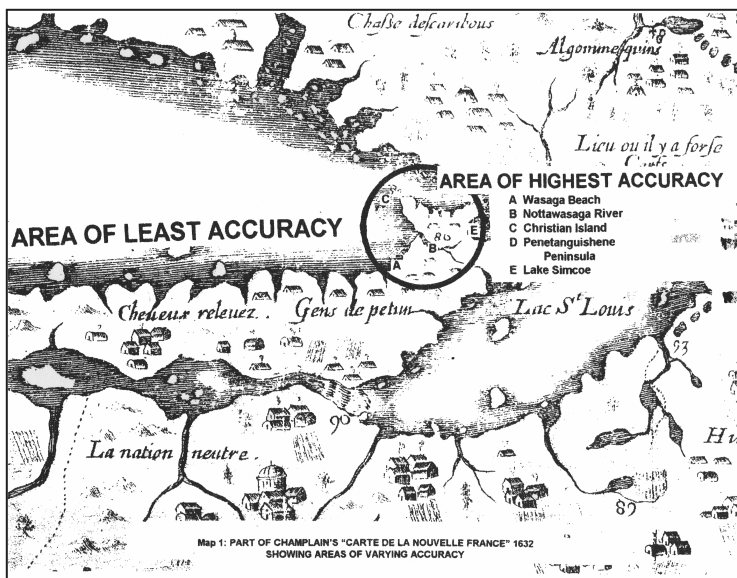 Chaße descaribous
Algommequins
Lieu ou il y a forse
AREA OF HIGHEST ACCURACY
A Wasaga Beach
B Nottawasaga River
C Christian Island
D Penetanguishene
Peninsula
E Lake Simcoe
C
E
B
A
AREA OF LEAST ACCURACY
Cheueux releuez.
Gens de petun
Lac St Louis
93
90
La nation neutre.
Hi
89
Map 1: PART OF CHAMPLAIN'S "CARTE DE LA NOUVELLE FRANCE" 1632
SHOWING AREAS OF VARYING ACCURACY